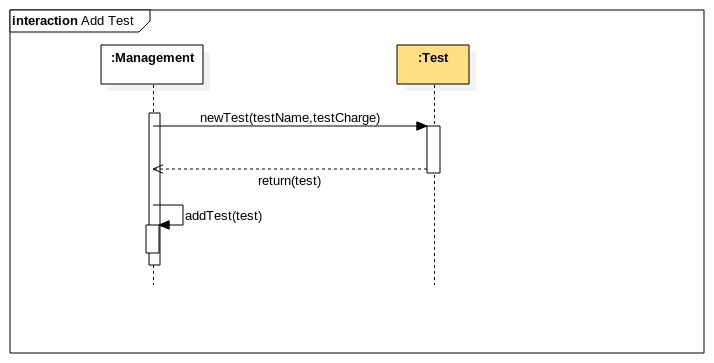 interaction Add Test
:Management
:Test
newTest(testName,testCharge)
return(test)
addTest(test)